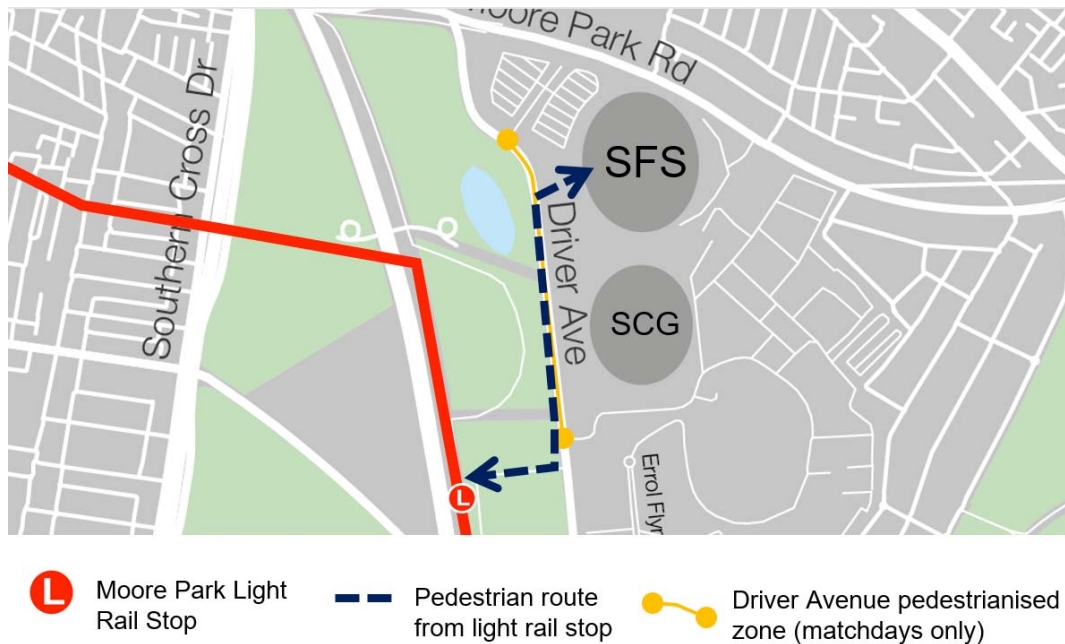 Moore Park Rd
Southern Cross Dr
SFS
Driver Ave
SCG
Errol Flyn
L
L
Moore Park Light
Rail Stop
Pedestrian route
from light rail stop
Driver Avenue pedestrianised
zone (matchdays only)